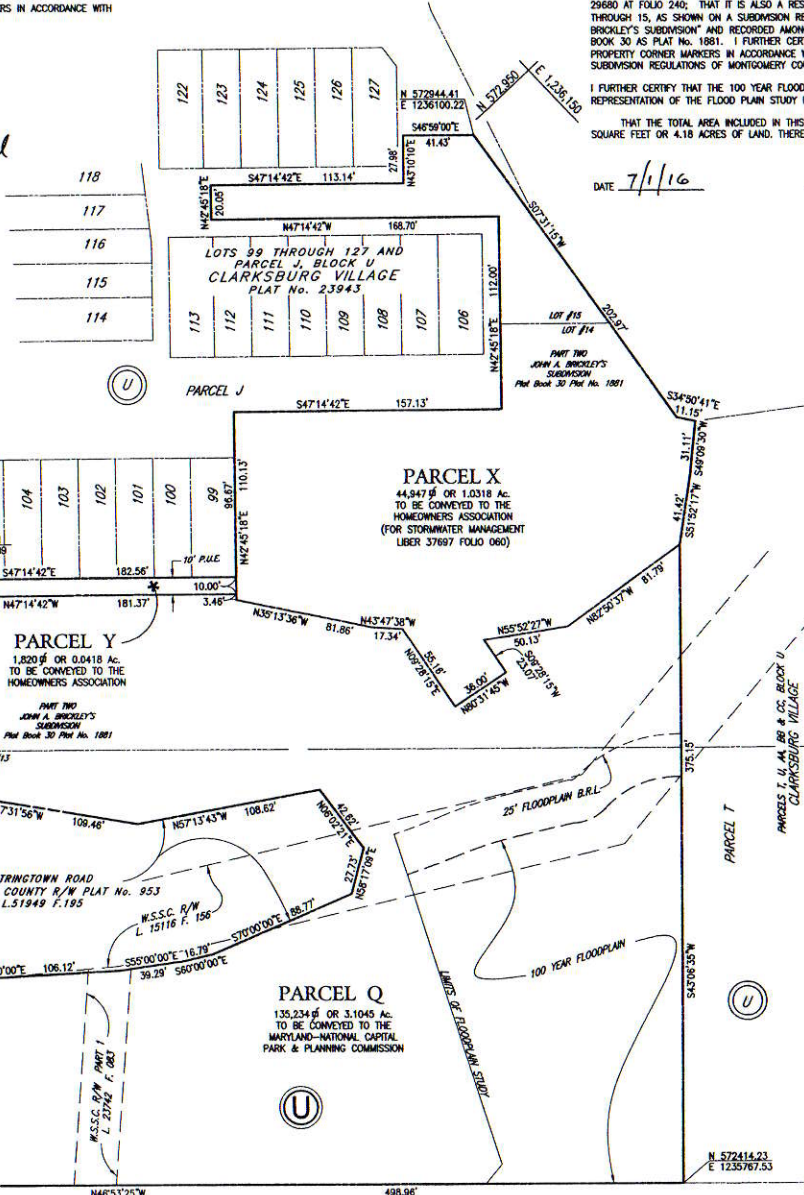 RS IN ACCORDANCE WITH
29680 AT FOLIO 240; THAT IT IS ALSO A RES
THROUGH 15, AS SHOWN ON A SUBDIVISION RE
BRICKLEY'S SUBDIVISION" AND RECORDED AMON
BOOK 30 AS PLAT No. 1881. I FURTHER CER
PROPERTY CORNER MARKERS IN ACCORDANCE
SUBDIVISION REGULATIONS OF MONTGOMERY CO
I FURTHER CERTIFY THAT THE 100 YEAR FLOOD
REPRESENTATION OF THE FLOOD PLAIN STUDY
THAT THE TOTAL AREA INCLUDED IN THIS
SQUARE FEET OR 4.18 ACRES OF LAND. THERE
DATE 7/1/16
122
123
124
125
126
127
N 572944.41
E 1236100.22
N 572,950
E 1,236,150
S46°59'00"E
41.43'
N43°10'10"E
27.98'
S47°14'42"E 113.14'
N42°45'18"E
20.05'
N47°14'42"W 168.70'
118
117
116
115
114
LOTS 99 THROUGH 127 AND
PARCEL J, BLOCK U
CLARKSBURG VILLAGE
PLAT No. 23943
113
112
111
110
109
108
107
106
112.00'
N42°45'18"E
S07°31'15"W
202.97'
LOT #15
LOT #14
PART TWO
JOHN A. BRICKLEY'S
SUBDIVISION
Plat Book 30 Plat No. 1881
U
PARCEL J
S47°14'42"E 157.13'
S34°50'41"E
11.15'
31.11'
S49°09'30"W
41.42'
S51°52'17"W
PARCEL X
44,947 ⌀ OR 1.0318 Ac.
TO BE CONVEYED TO THE
HOMEOWNERS ASSOCIATION
(FOR STORMWATER MANAGEMENT
LIBER 37697 FOLIO 060)
104
103
102
101
100
99
96.67'
N42°45'18"E 110.13'
S47°14'42"E 182.56'
10' P.U.E.
10.00'
N47°14'42"W 181.37'
3.46'
N35°13'36"W 81.86'
N43°47'38"W
17.34'
55.16'
N09°28'15"E
36.00'
N80°31'45"W
S09°28'15"W
23.07'
N55°52'27"W
50.13'
N82°50'37"W 81.79'
PARCEL Y
1,820 ⌀ OR 0.0418 Ac.
TO BE CONVEYED TO THE
HOMEOWNERS ASSOCIATION
PART TWO
JOHN A. BRICKLEY'S
SUBDIVISION
Plat Book 30 Plat No. 1881
13
7°31'56"W 109.46'
N57°13'43"W 108.62'
42.62'
N06°02'21"E
27.73'
N58°17'09"E
25' FLOODPLAIN B.R.L.
375.15'
PARCEL T
PARCELS T, U, AA, BB & CC, BLOCK U
CLARKSBURG VILLAGE
TRINGTOWN ROAD
COUNTY R/W PLAT No. 953
L.51949 F.195
W.S.S.C. R/W
L. 15116 F. 156
S70°00'00"E 88.77'
0'00"E 106.12'
S55°00'00"E 16.79'
39.29' S60°00'00"E
100 YEAR FLOODPLAIN
LIMITS OF FLOODPLAIN STUDY
S43°06'35"W
U
PARCEL Q
135,234 ⌀ OR 3.1045 Ac.
TO BE CONVEYED TO THE
MARYLAND-NATIONAL CAPITAL
PARK & PLANNING COMMISSION
W.S.S.C. R/W PART 1
L. 23742 F. 083
U
N 572414.23
E 1235767.53
N46°53'25"W 498.96'